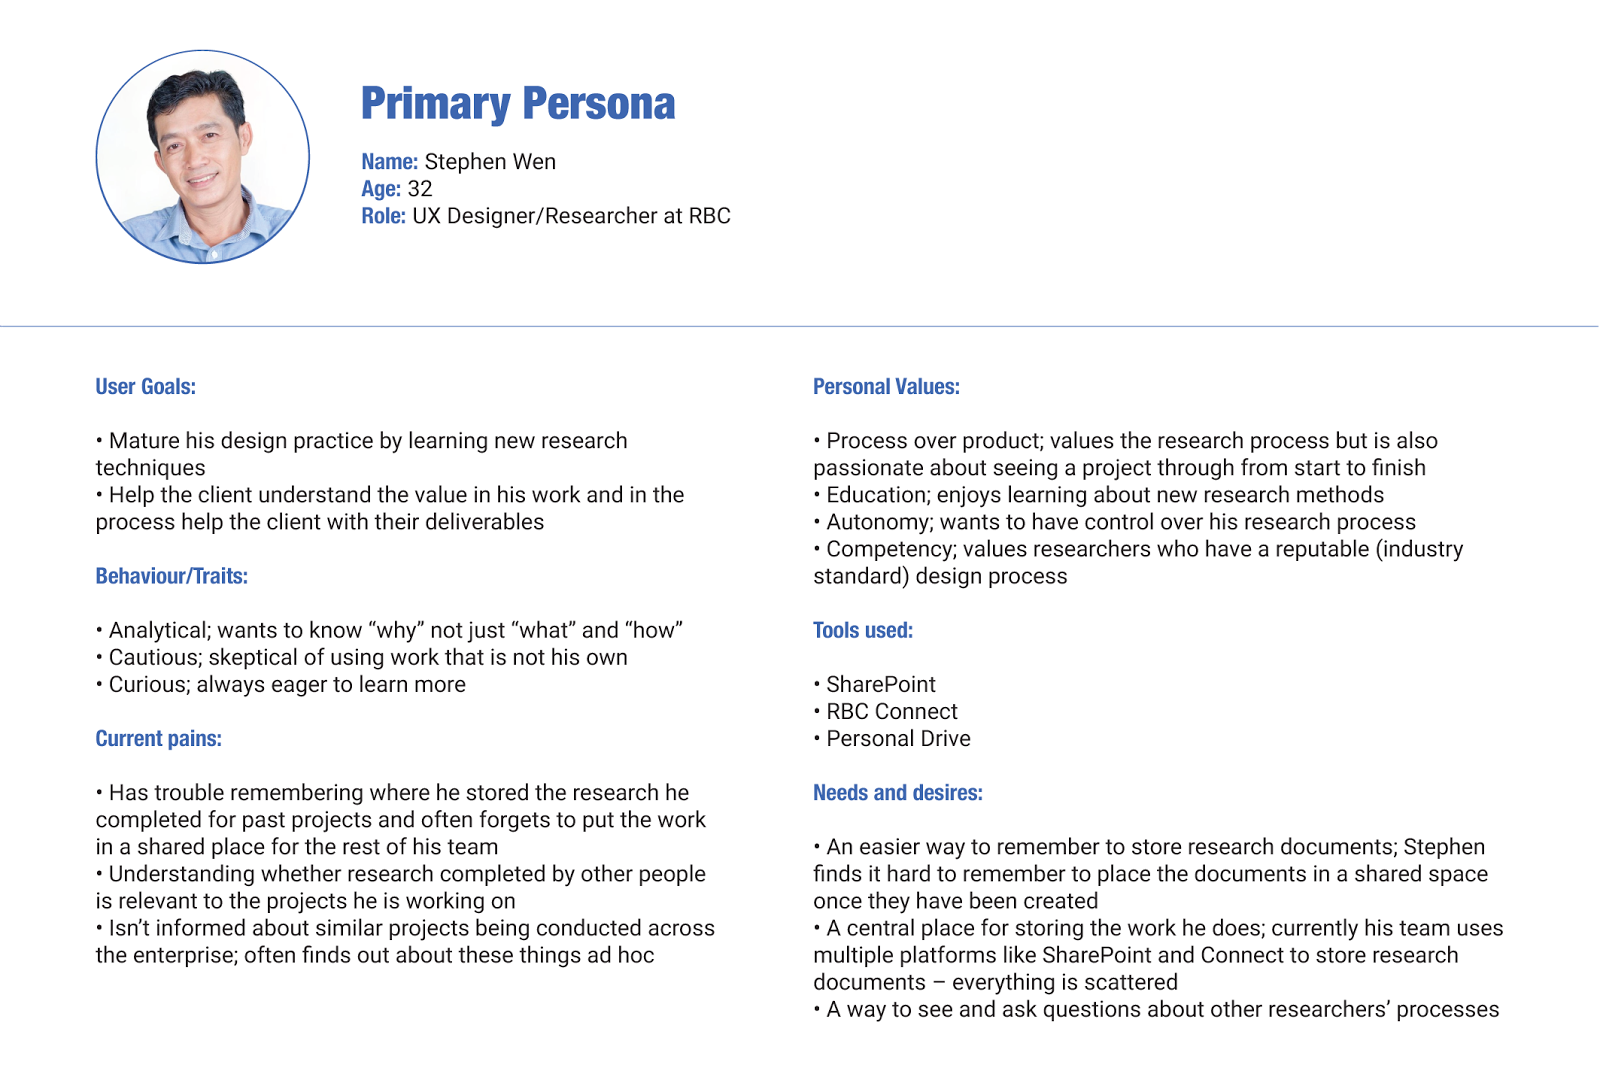 Primary Persona
Name: Stephen Wen
Age: 32
Role: UX Designer/Researcher at RBC
User Goals:
• Mature his design practice by learning new research
techniques
• Help the client understand the value in his work and in the
process help the client with their deliverables
Behaviour/Traits:
• Analytical; wants to know “why” not just “what” and “how”
• Cautious; skeptical of using work that is not his own
• Curious; always eager to learn more
Current pains:
• Has trouble remembering where he stored the research he
completed for past projects and often forgets to put the work
in a shared place for the rest of his team
• Understanding whether research completed by other people
is relevant to the projects he is working on
• Isn’t informed about similar projects being conducted across
the enterprise; often finds out about these things ad hoc
Personal Values:
• Process over product; values the research process but is also
passionate about seeing a project through from start to finish
• Education; enjoys learning about new research methods
• Autonomy; wants to have control over his research process
• Competency; values researchers who have a reputable (industry
standard) design process
Tools used:
• SharePoint
• RBC Connect
• Personal Drive
Needs and desires:
• An easier way to remember to store research documents; Stephen
finds it hard to remember to place the documents in a shared space
once they have been created
• A central place for storing the work he does; currently his team uses
multiple platforms like SharePoint and Connect to store research
documents – everything is scattered
• A way to see and ask questions about other researchers’ processes